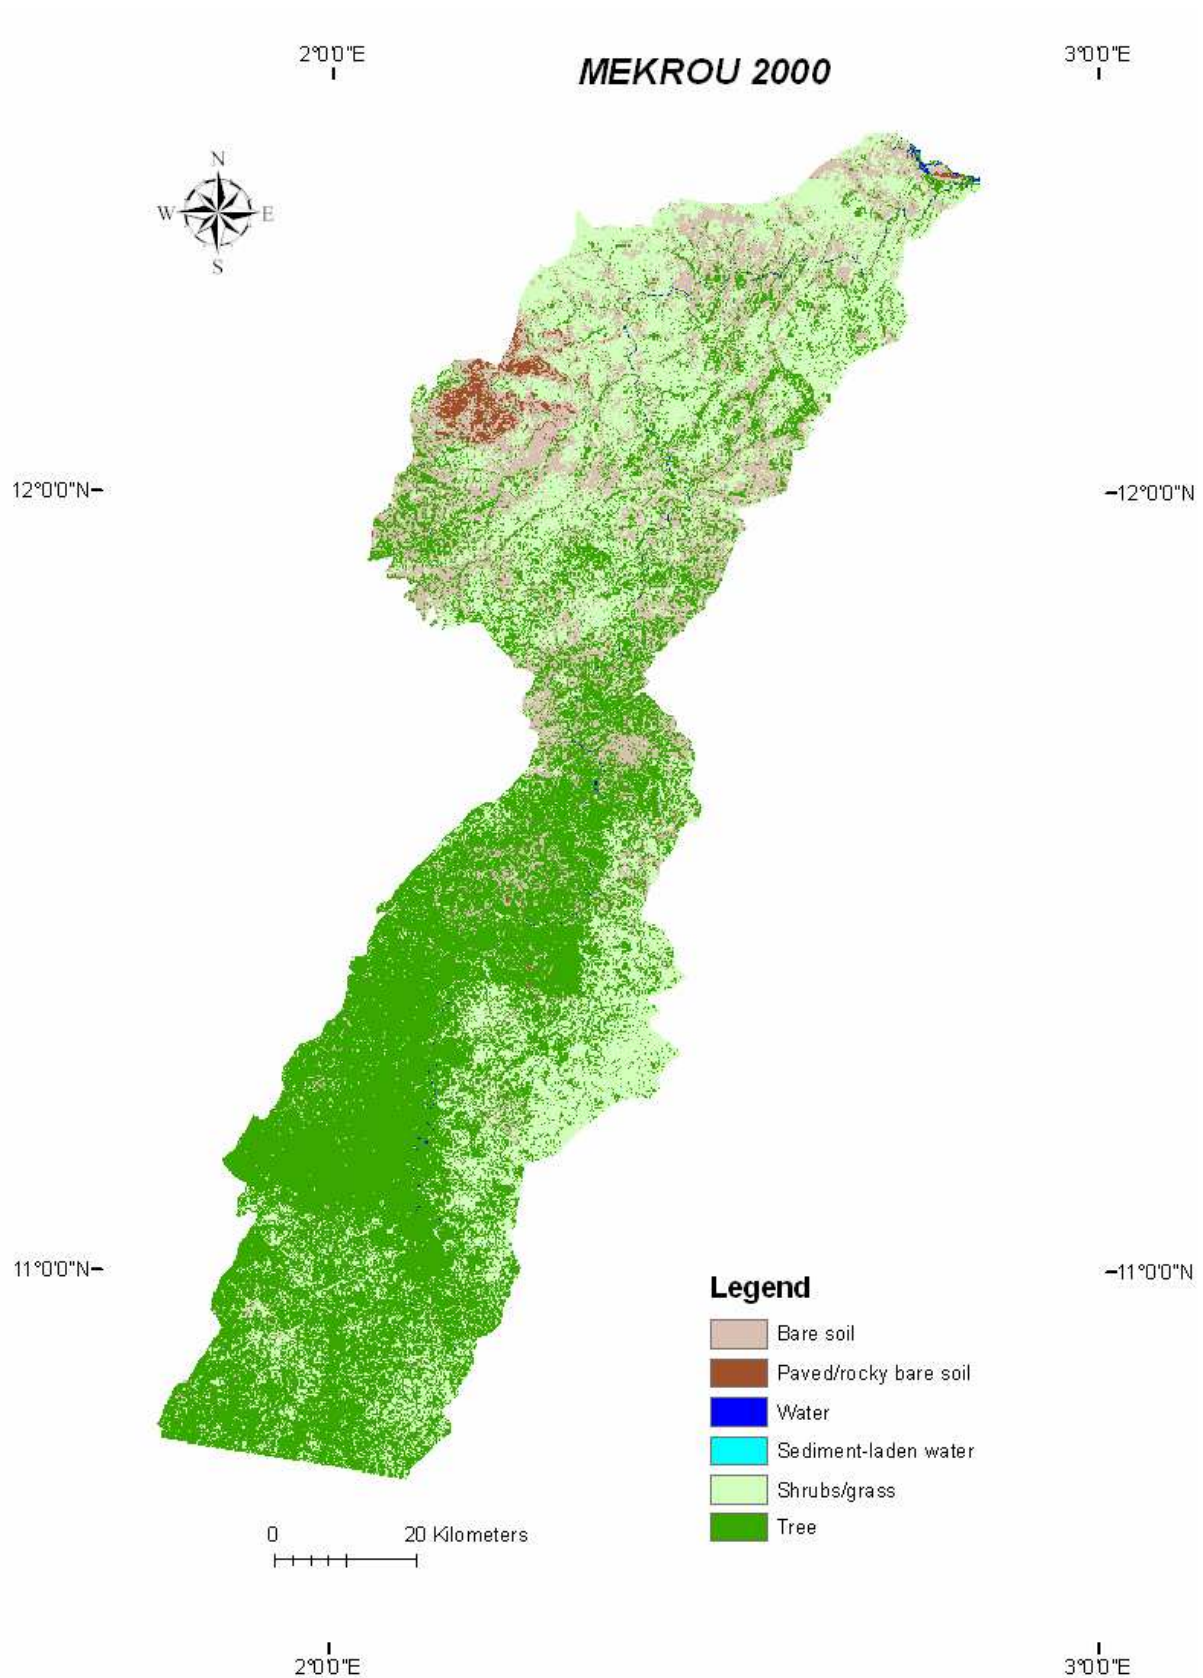 2°0'0"E
3°0'0"E
MEKROU 2000
N
W E
S
12°0'0"N
12°0'0"N
11°0'0"N
11°0'0"N
Legend
Bare soil
Paved/rocky bare soil
Water
Sediment-laden water
Shrubs/grass
Tree
0 20 Kilometers
2°0'0"E
3°0'0"E